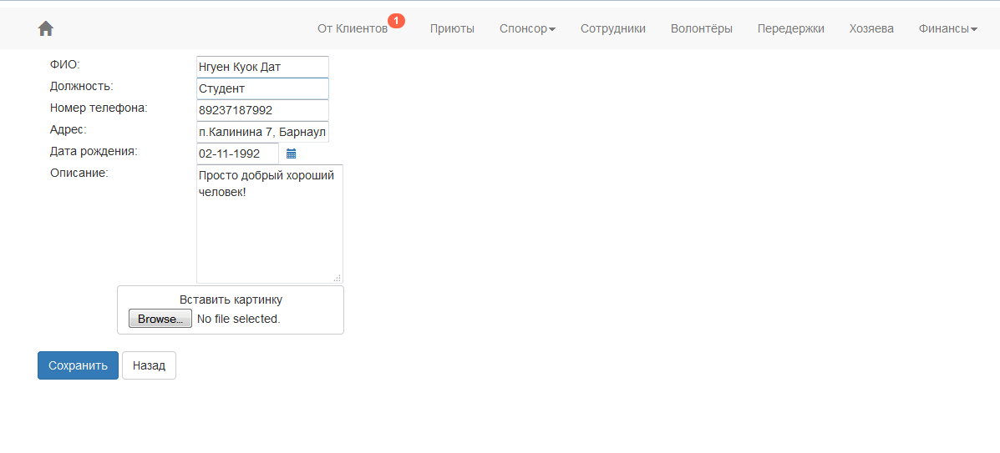 От Клиентов 1 Приюты Спонсор Сотрудники Волонтёры Передержки Хозяева Финансы
ФИО: Нгуен Куок Дат
Должность: Студент
Номер телефона: 89237187992
Адрес: п.Калинина 7, Барнаул
Дата рождения: 02-11-1992
Описание: Просто добрый хороший
человек!
Вставить картинку
Browse... No file selected.
Сохранить Назад